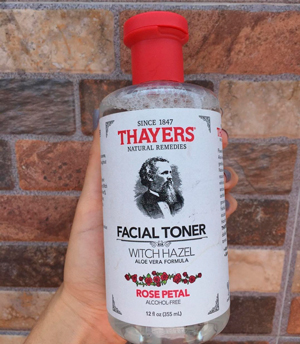 SINCE 1847
THAYERS
NATURAL REMEDIES
FACIAL TONER
WITCH HAZEL
ALOE VERA FORMULA
ROSE PETAL
ALCOHOL-FREE
12 fl oz (355 mL)